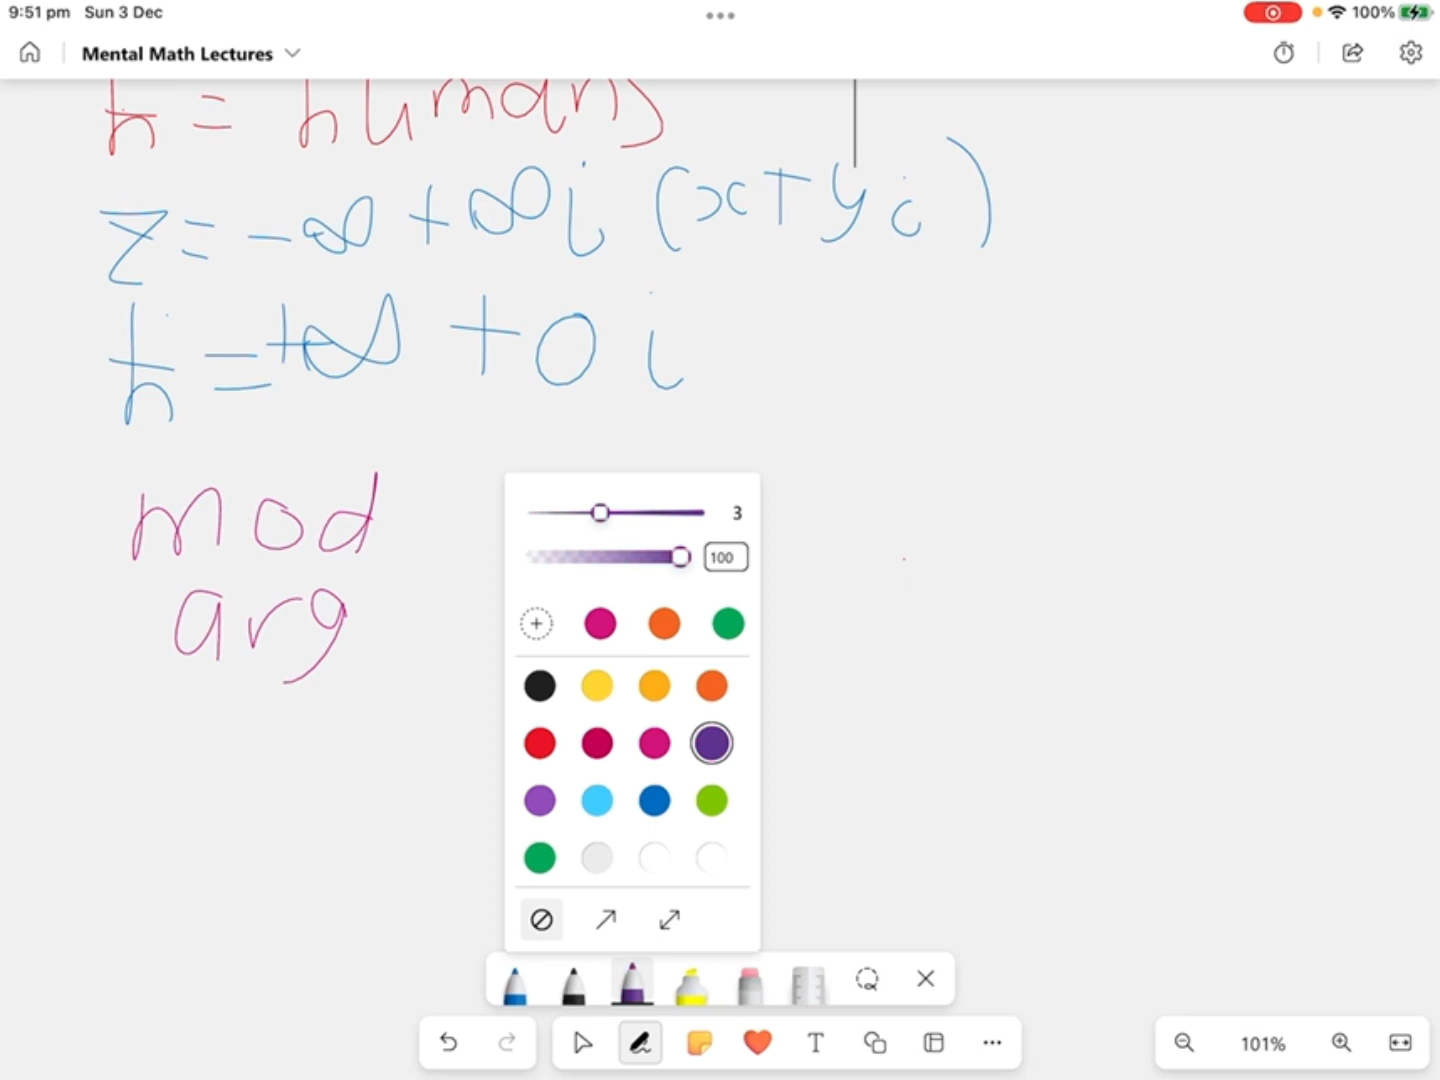 9:51 pm Sun 3 Dec 100%
Mental Math Lectures
h = humans
z = -∞ + ∞i (x+yi)
h = +∞ + 0i
mod
arg
3
100
T
101%